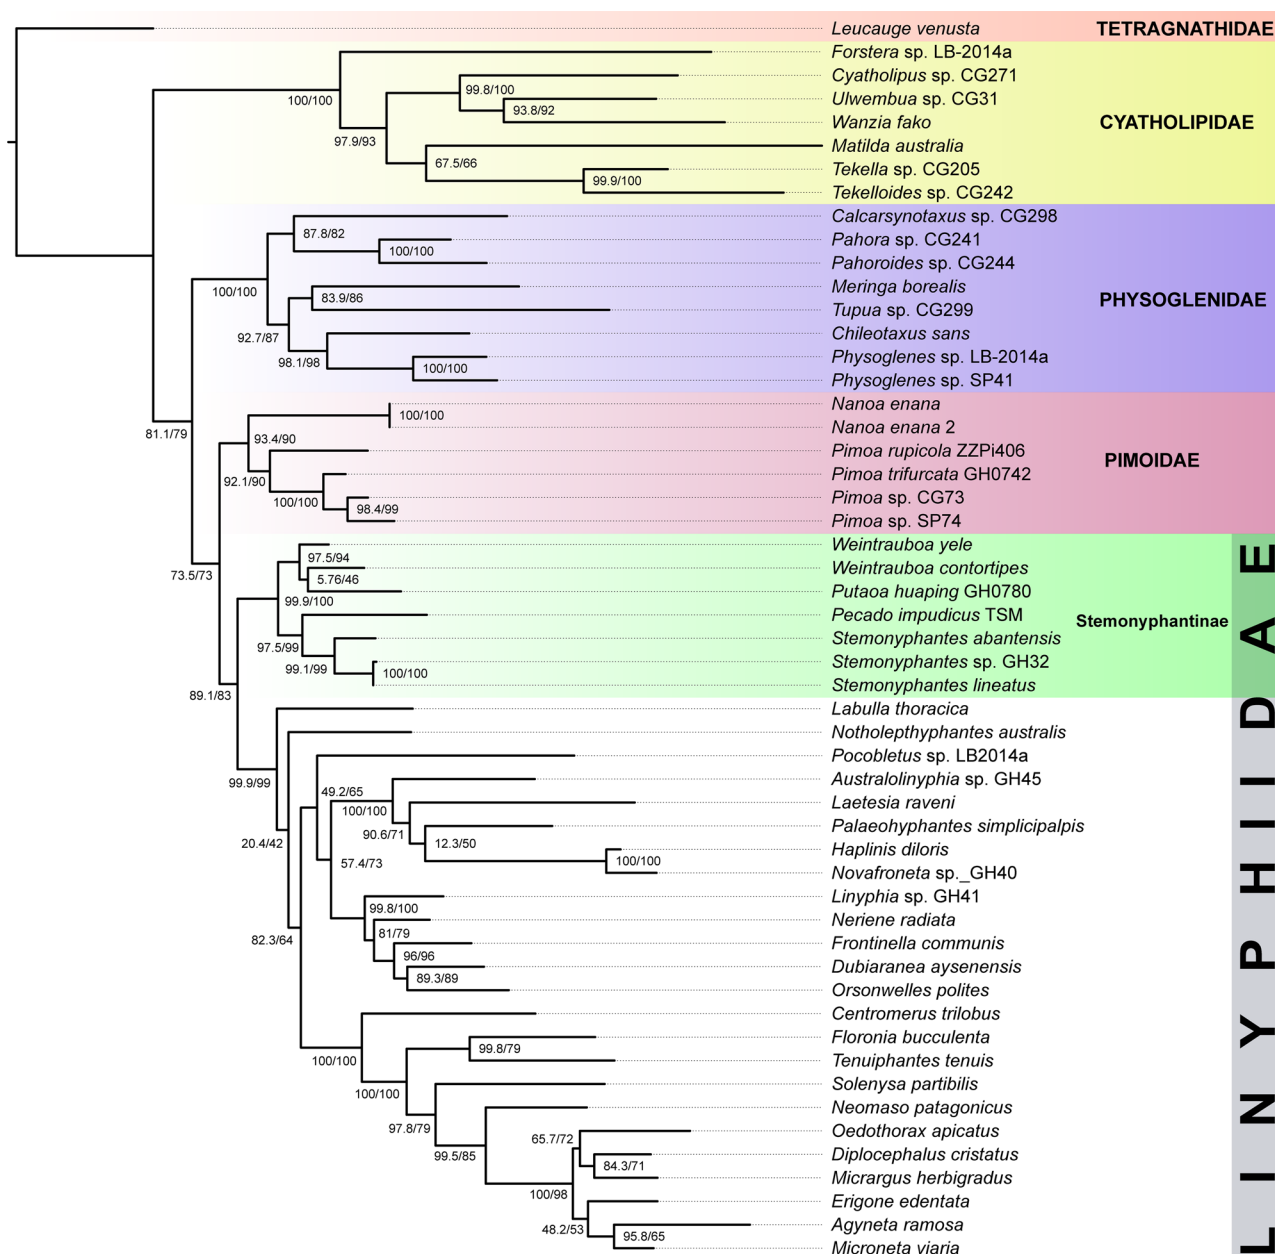 Leucauge venusta TETRAGNATHIDAE
Forstera sp. LB-2014a
100/100
Cyatholipus sp. CG271
99.8/100
Ulwembua sp. CG31
93.8/92
Wanzia fako CYATHOLIPIDAE
97.9/93
Matilda australia
67.5/66
Tekella sp. CG205
99.9/100
Tekelloides sp. CG242
Calcarsynotaxus sp. CG298
87.8/82
Pahora sp. CG241
100/100
Pahoroides sp. CG244
100/100
Meringa borealis
83.9/86
PHYSOGLENIDAE
Tupua sp. CG299
92.7/87
Chileotaxus sans
98.1/98
Physoglenes sp. LB-2014a
100/100
Physoglenes sp. SP41
Nanoa enana
100/100
Nanoa enana 2
81.1/79
93.4/90
Pimoa rupicola ZZPi406
PIMOIDAE
Pimoa trifurcata GH0742
92.1/90
Pimoa sp. CG73
100/100
98.4/99
Pimoa sp. SP74
Weintrauboa yele
97.5/94
Weintrauboa contortipes
73.5/73
5.76/46
Putaoa huaping GH0780
99.9/100
Pecado impudicus TSM
Stemonyphantinae
Stemonyphantes abantensis
97.5/99
Stemonyphantes sp. GH32
99.1/99
100/100
Stemonyphantes lineatus
89.1/83
Labulla thoracica
Notholepthyphantes australis
Pocobletus sp. LB2014a
Australolinyphia sp. GH45
99.9/99
49.2/65
Laetesia raveni
100/100
Palaeohyphantes simplicipalpis
90.6/71
20.4/42
12.3/50
Haplinis diloris
57.4/73
100/100
Novafroneta sp._GH40
Linyphia sp. GH41
99.8/100
Neriene radiata
81/79
82.3/64
Frontinella communis
96/96
Dubiaranea aysenensis
89.3/89
Orsonwelles polites
Centromerus trilobus
Floronia bucculenta
99.8/79
100/100
Tenuiphantes tenuis
Solenysa partibilis
100/100
Neomaso patagonicus
97.8/79
Oedothorax apicatus
65.7/72
Diplocephalus cristatus
99.5/85
84.3/71
Micrargus herbigradus
100/98
Erigone edentata
Agyneta ramosa
48.2/53
95.8/65
Microneta viaria
LINYPHIIDAE